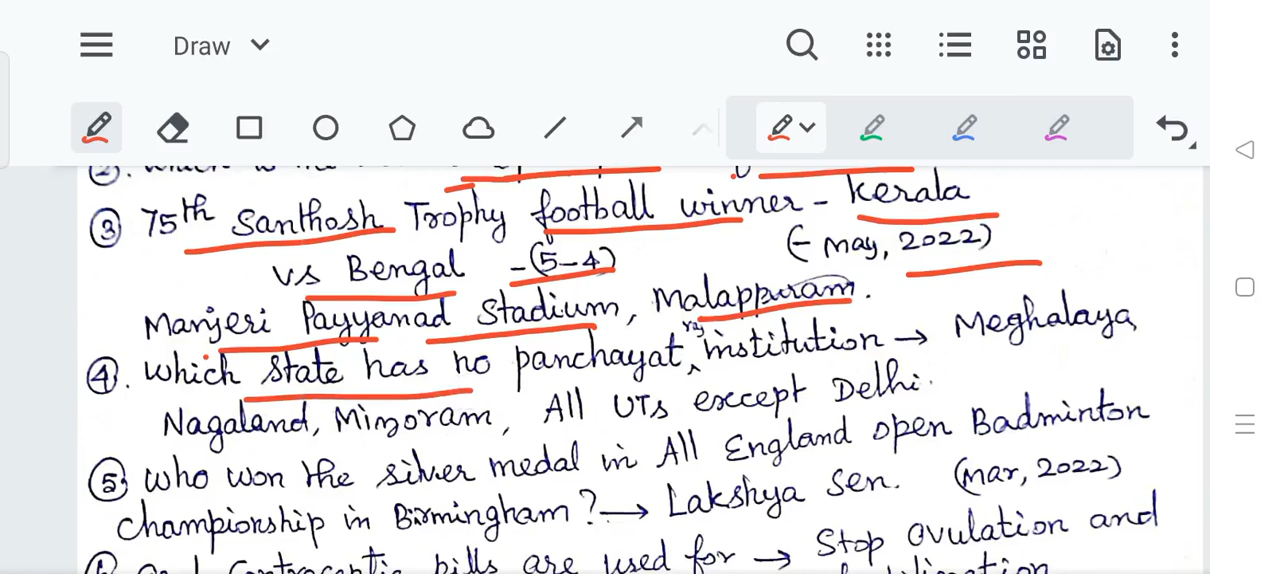 Draw
③ 75th Santhosh Trophy football winner - Kerala
vs Bengal - (5-4) (- may, 2022)
Manjeri Payyanad Stadium, Malappuram.
④. Which state has no panchayat ry institution → Meghalaya,
Nagaland, Mizoram, All UTs except Delhi.
⑤ Who won the silver medal in All England open Badminton
championship in Birmingham? → Lakshya Sen. (Mar, 2022)
pills are used for → Stop Ovulation and